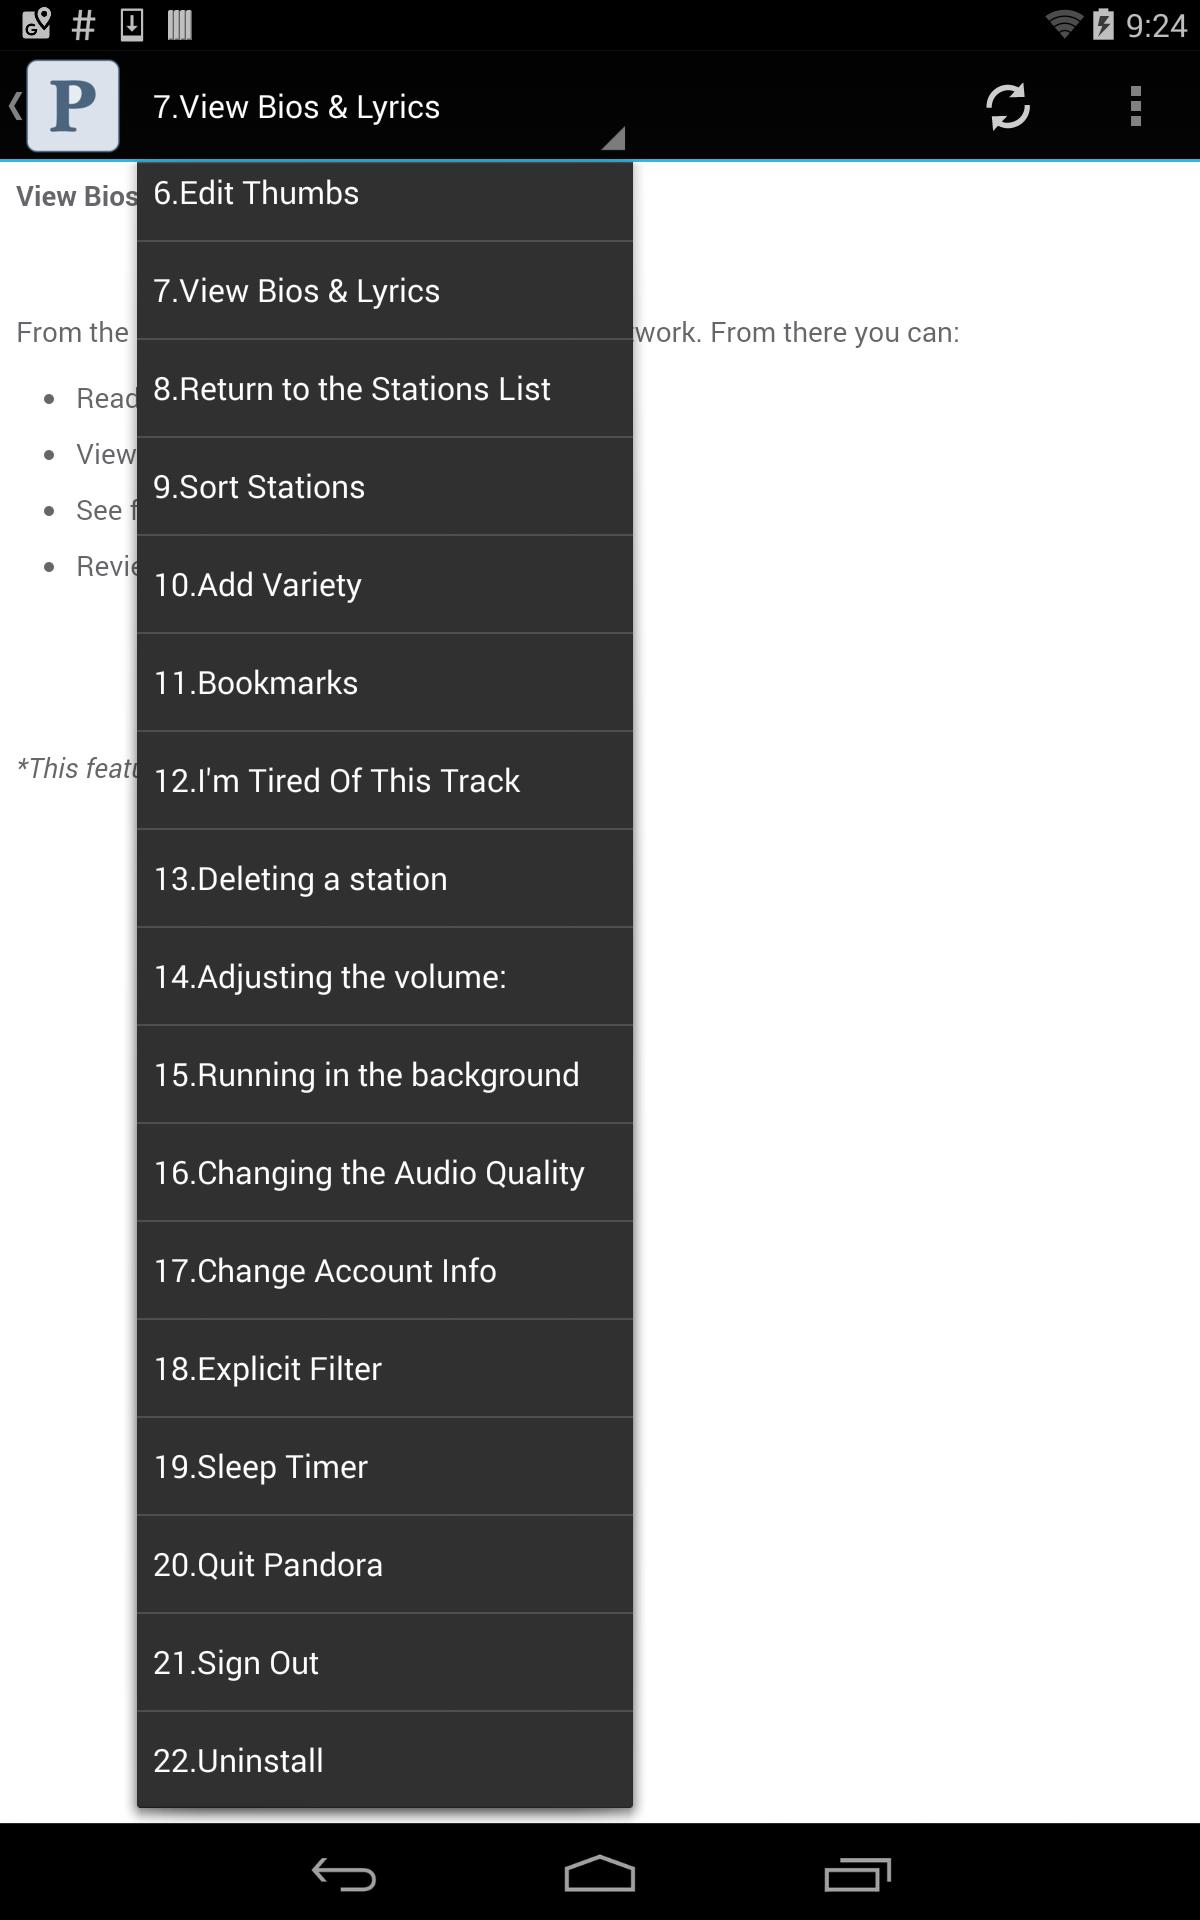 9:24
P
7.View Bios & Lyrics
View Bios
6.Edit Thumbs
7.View Bios & Lyrics
From the work. From there you can:
8.Return to the Stations List
Read
View
9.Sort Stations
See
10.Add Variety
11.Bookmarks
*This
12.I'm Tired Of This Track
13.Deleting a station
14.Adjusting the volume:
15.Running in the background
16.Changing the Audio Quality
17.Change Account Info
18.Explicit Filter
19.Sleep Timer
20.Quit Pandora
21.Sign Out
22.Uninstall